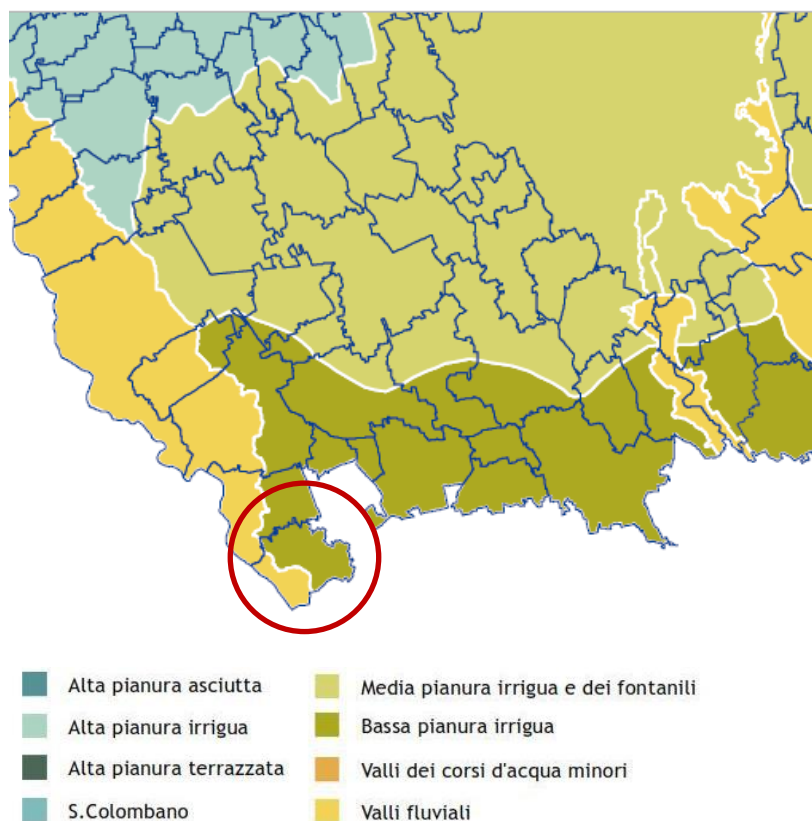 Alta pianura asciutta
Alta pianura irrigua
Alta pianura terrazzata
S.Colombano
Media pianura irrigua e dei fontanili
Bassa pianura irrigua
Valli dei corsi d'acqua minori
Valli fluviali